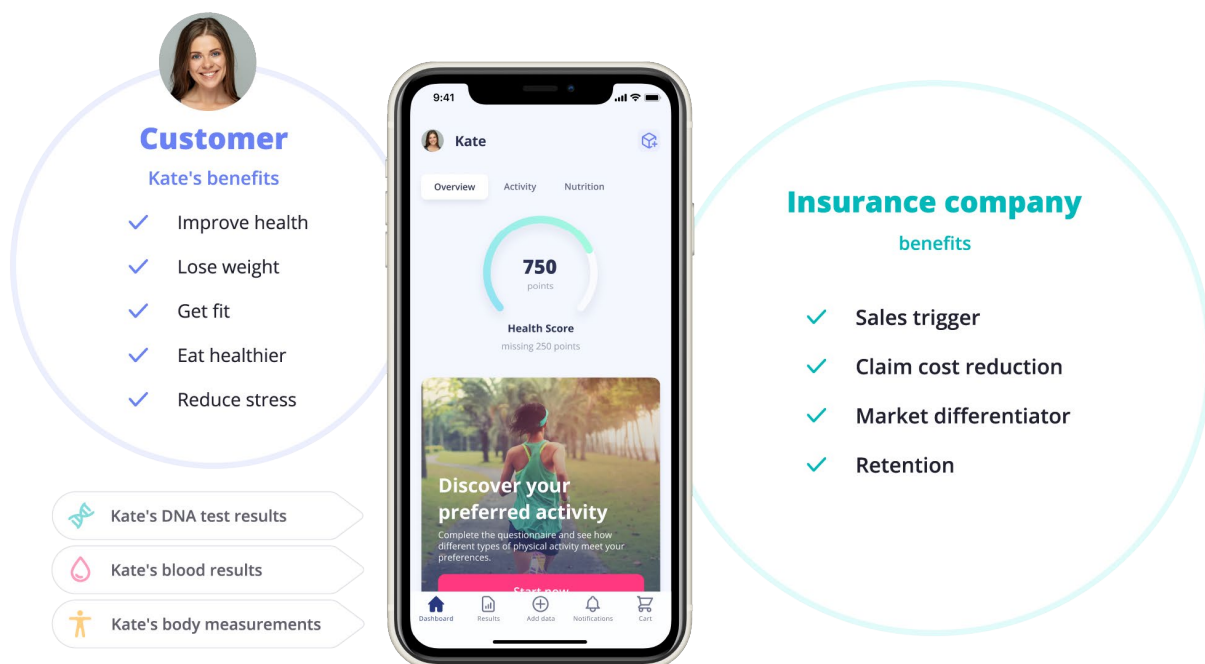 Customer
Kate's benefits
Improve health
Lose weight
Get fit
Eat healthier
Reduce stress
Kate's DNA test results
Kate's blood results
Kate's body measurements
9:41
Kate
Overview
Activity
Nutrition
750
points
Health Score
missing 250 points
Discover your
preferred activity
Complete the questionnaire and see how
different types of physical activity meet your
preferences.
Start now
Dashboard
Results
Add data
Notifications
Cart
Insurance company
benefits
Sales trigger
Claim cost reduction
Market differentiator
Retention